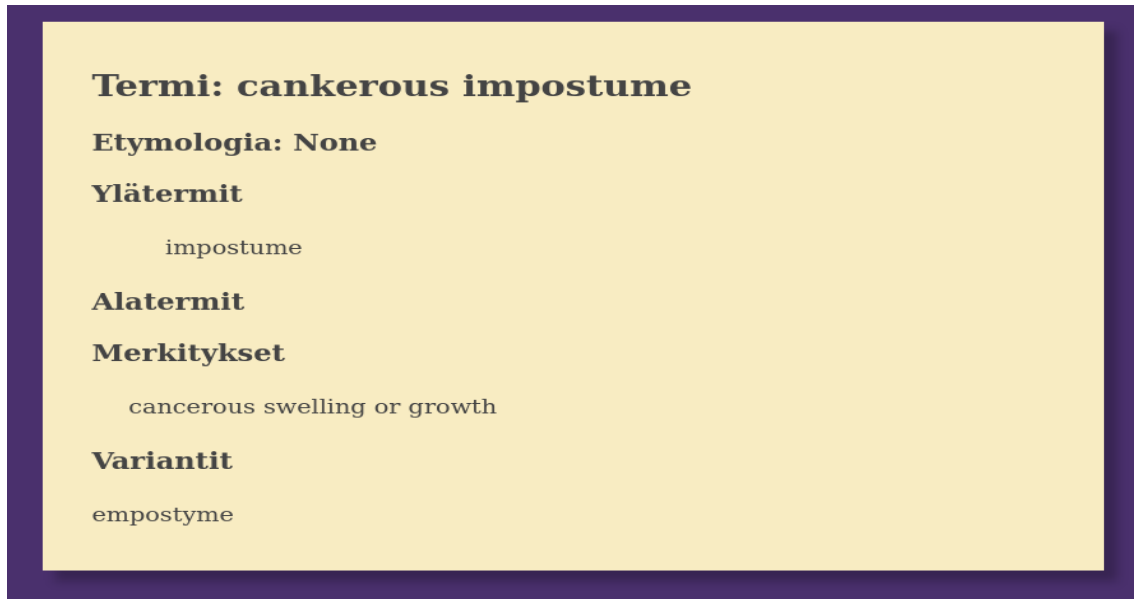 Termi: cankerous impostume
Etymologia: None
Ylätermit
impostume
Alatermit
Merkitykset
cancerous swelling or growth
Variantit
empostyme